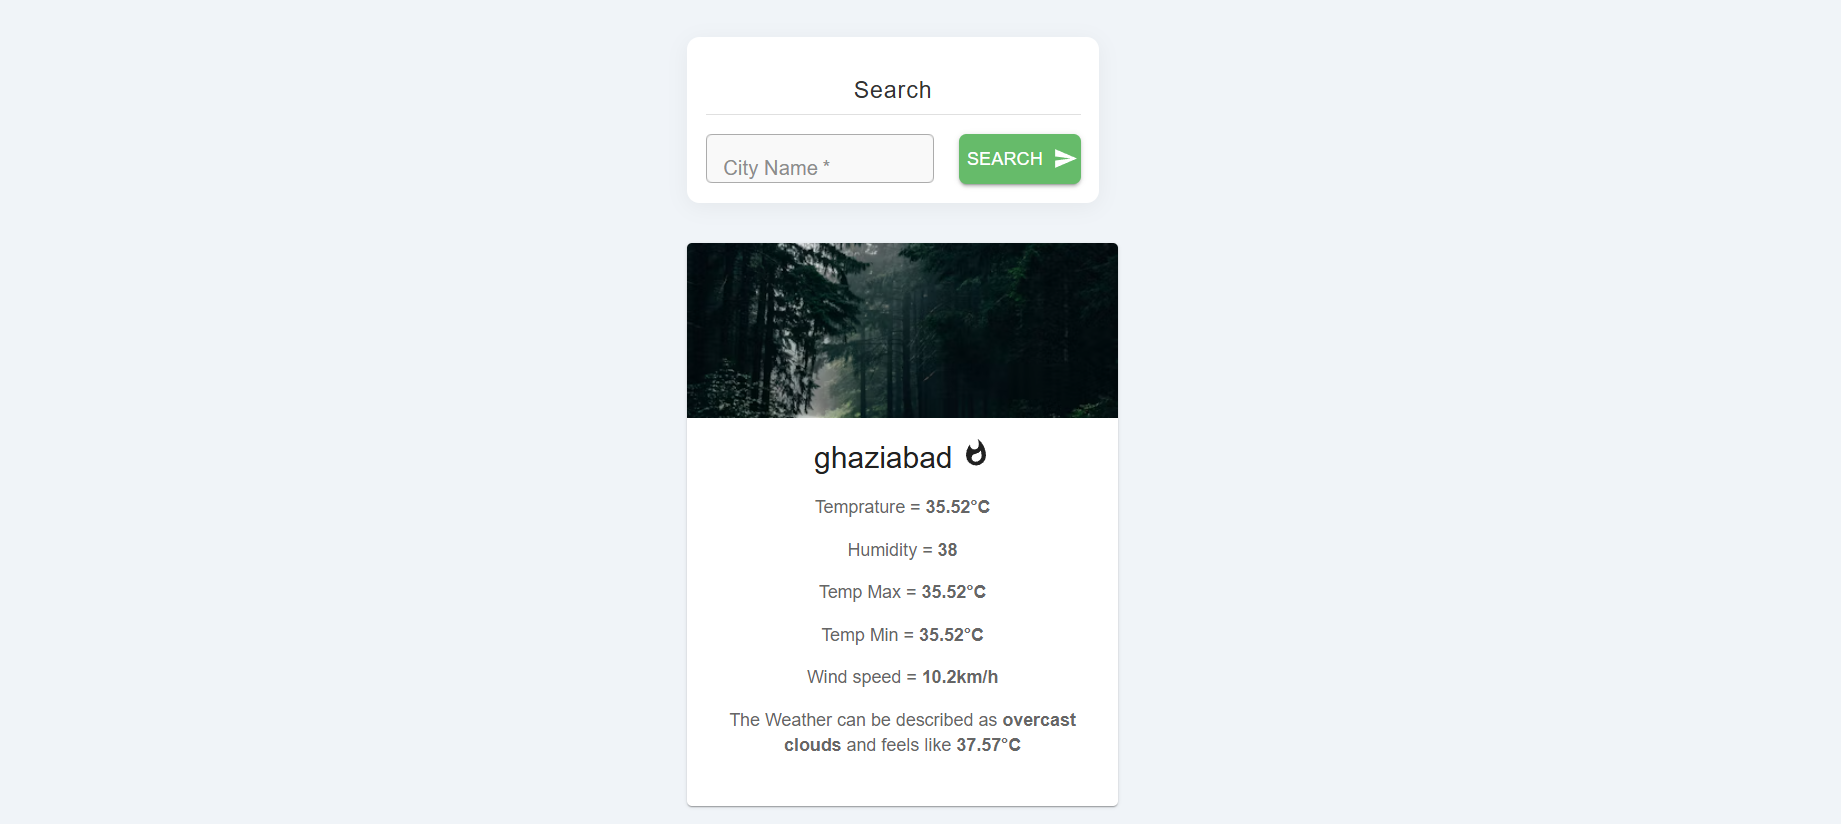 Search
City Name *
SEARCH
ghaziabad
Temprature = 35.52°C
Humidity = 38
Temp Max = 35.52°C
Temp Min = 35.52°C
Wind speed = 10.2km/h
The Weather can be described as overcast
clouds and feels like 37.57°C